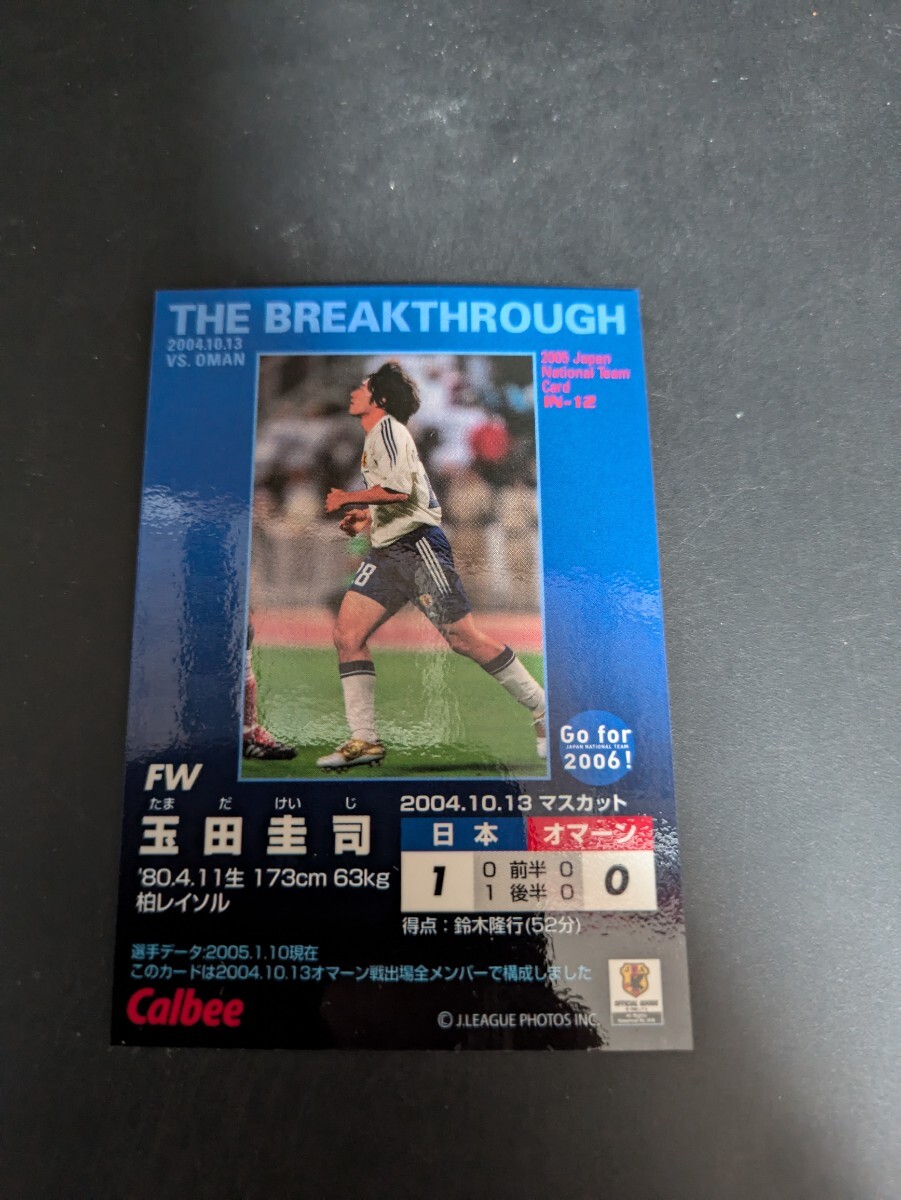 THE BREAKTHROUGH
2004.10.13
VS. OMAN
2005 Japan
National Team
Card
IN-12
28
Go for
JAPAN NATIONAL TEAM
2006!
FW
たま だ けい じ
玉田圭司
'80.4.11生 173cm 63kg
柏レイソル
2004.10.13 マスカット
日本 オマーン
1 0 前半 0 0
1 後半 0
得点：鈴木隆行(52分)
選手データ:2005.1.10現在
このカードは2004.10.13オマーン戦出場全メンバーで構成しました
Calbee
© J.LEAGUE PHOTOS INC.
OFFICIAL GOODS